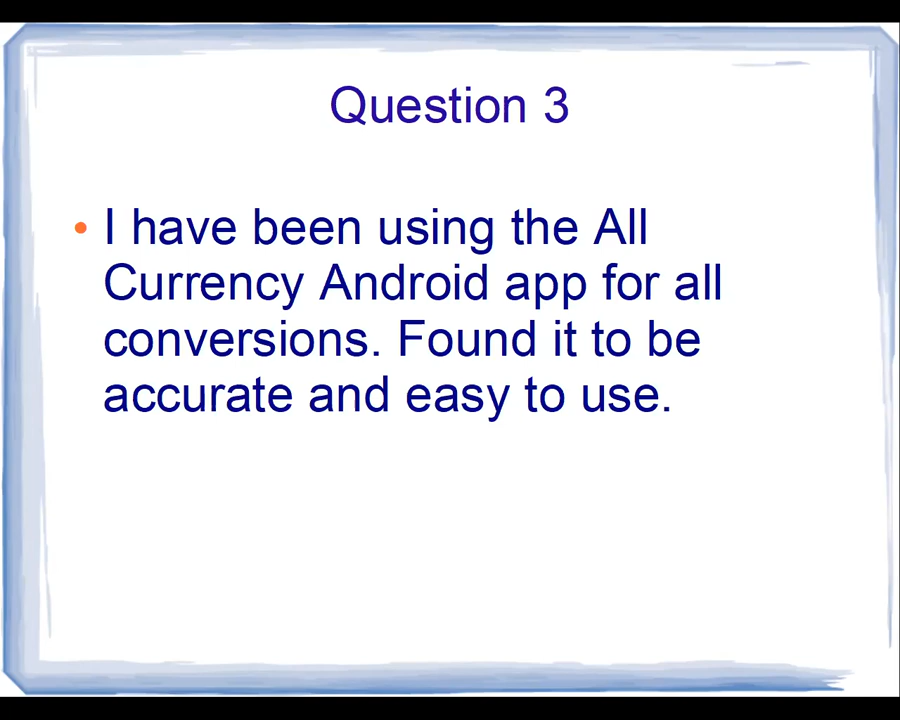 Question 3
• I have been using the All
Currency Android app for all
conversions. Found it to be
accurate and easy to use.